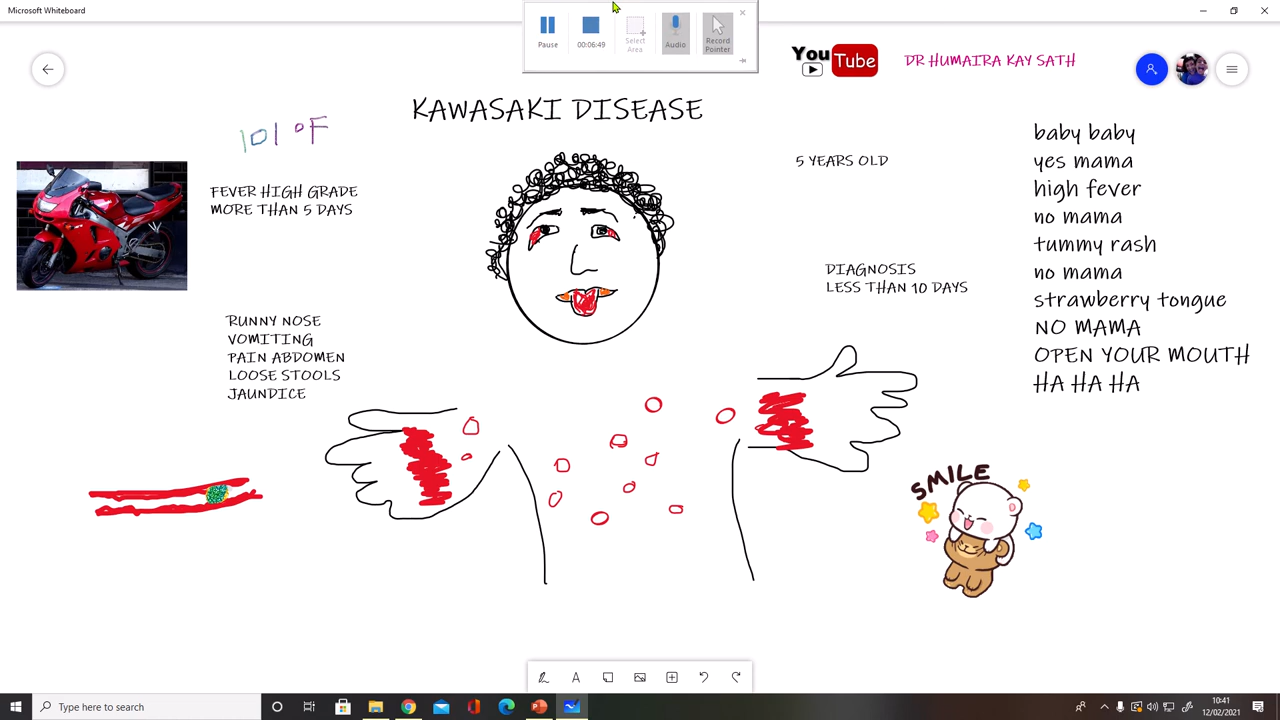 Microsoft Whiteboard
Pause
00:06:49
Select
Area
Audio
Record
Pointer
You Tube
DR HUMAIRA KAY SATH
KAWASAKI DISEASE
101 °F
FEVER HIGH GRADE
MORE THAN 5 DAYS
5 YEARS OLD
DIAGNOSIS
LESS THAN 10 DAYS
baby baby
yes mama
high fever
no mama
tummy rash
no mama
strawberry tongue
NO MAMA
OPEN YOUR MOUTH
HA HA HA
RUNNY NOSE
VOMITING
PAIN ABDOMEN
LOOSE STOOLS
JAUNDICE
SMILE
Type here to search
10:41
12/02/2021